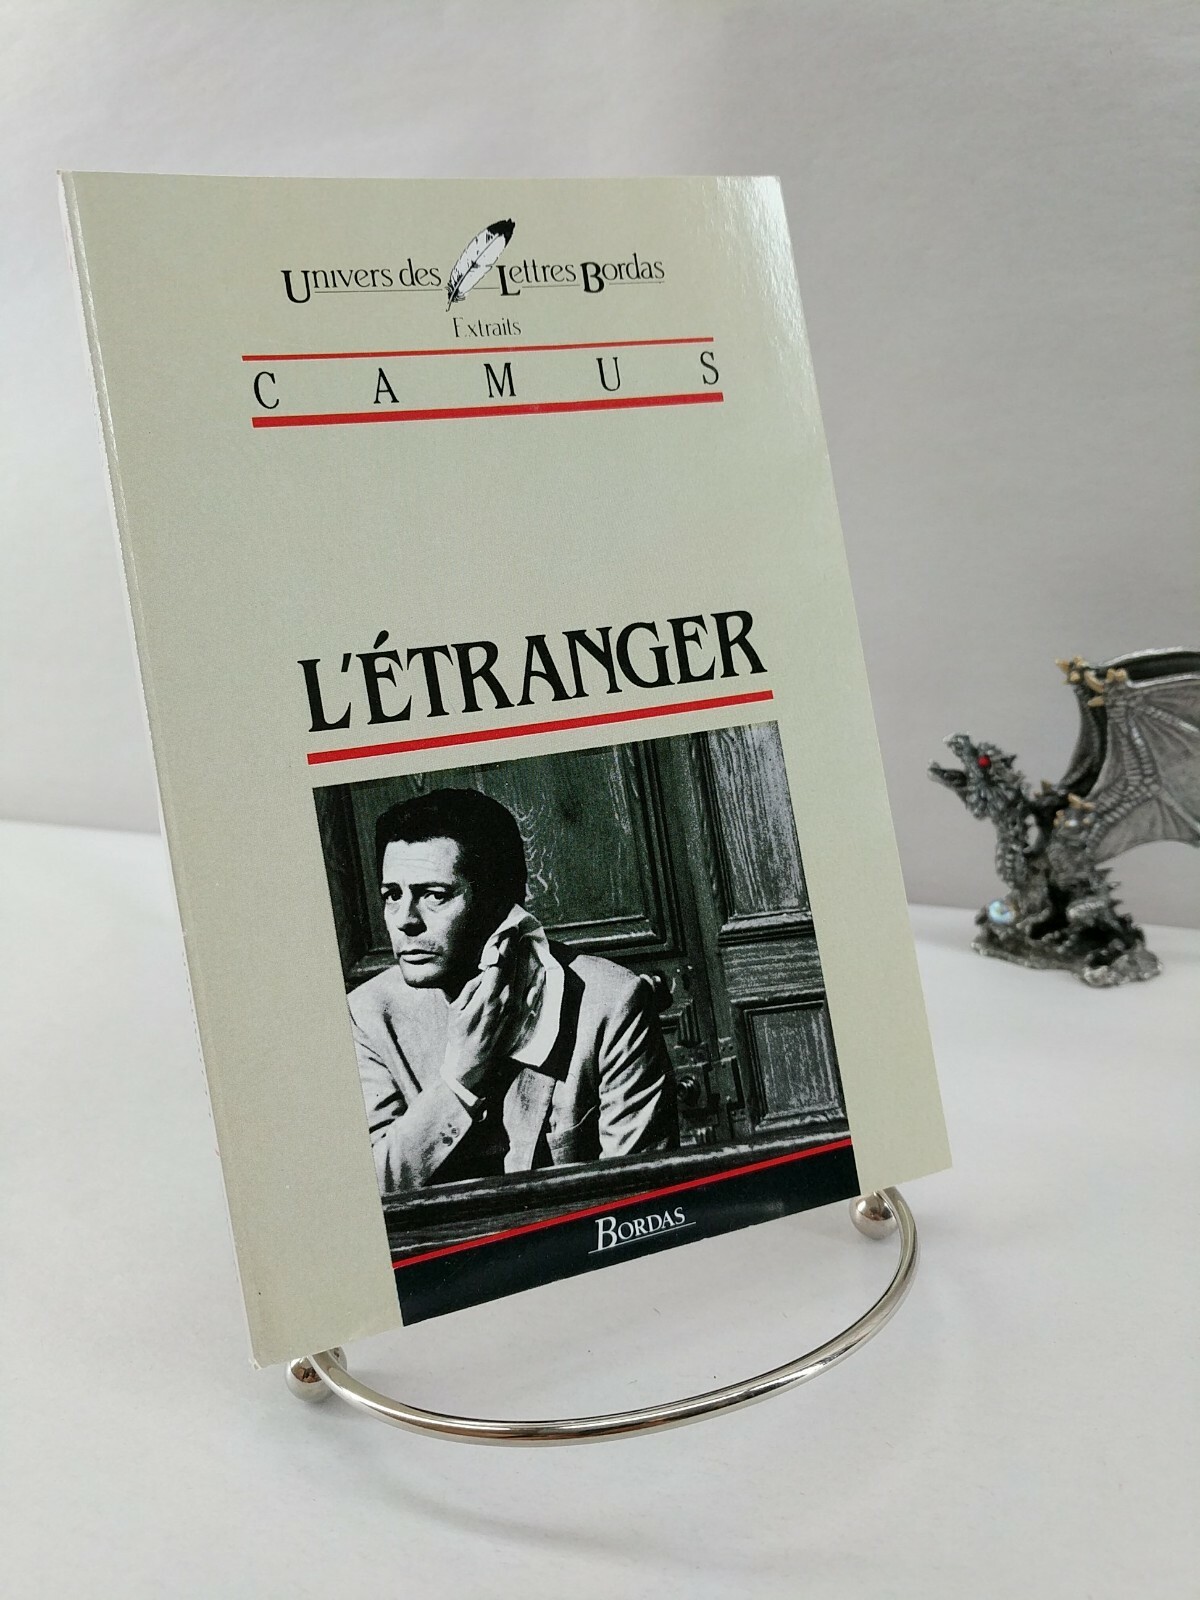 Univers des Lettres Bordas
Extraits
CAMUS
L'ÉTRANGER
BORDAS